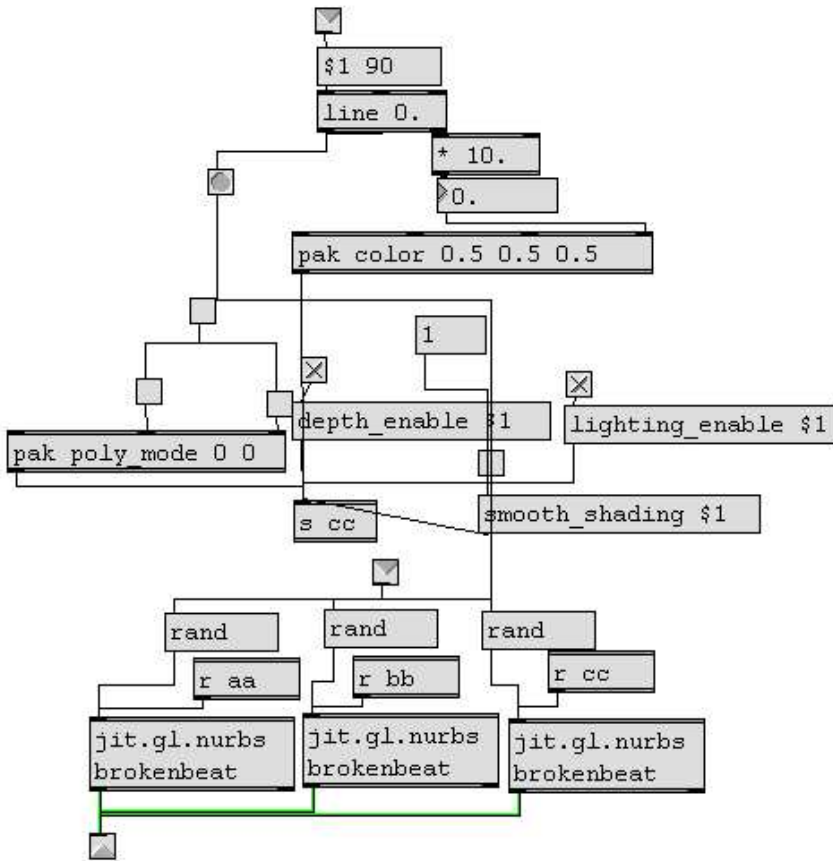 $1 90
line 0.
* 10.
0.
pak color 0.5 0.5 0.5
1
depth_enable $1
lighting_enable $1
pak poly_mode 0 0
s cc
smooth_shading $1
rand
rand
rand
r aa
r bb
r cc
jit.gl.nurbs
brokenbeat
jit.gl.nurbs
brokenbeat
jit.gl.nurbs
brokenbeat